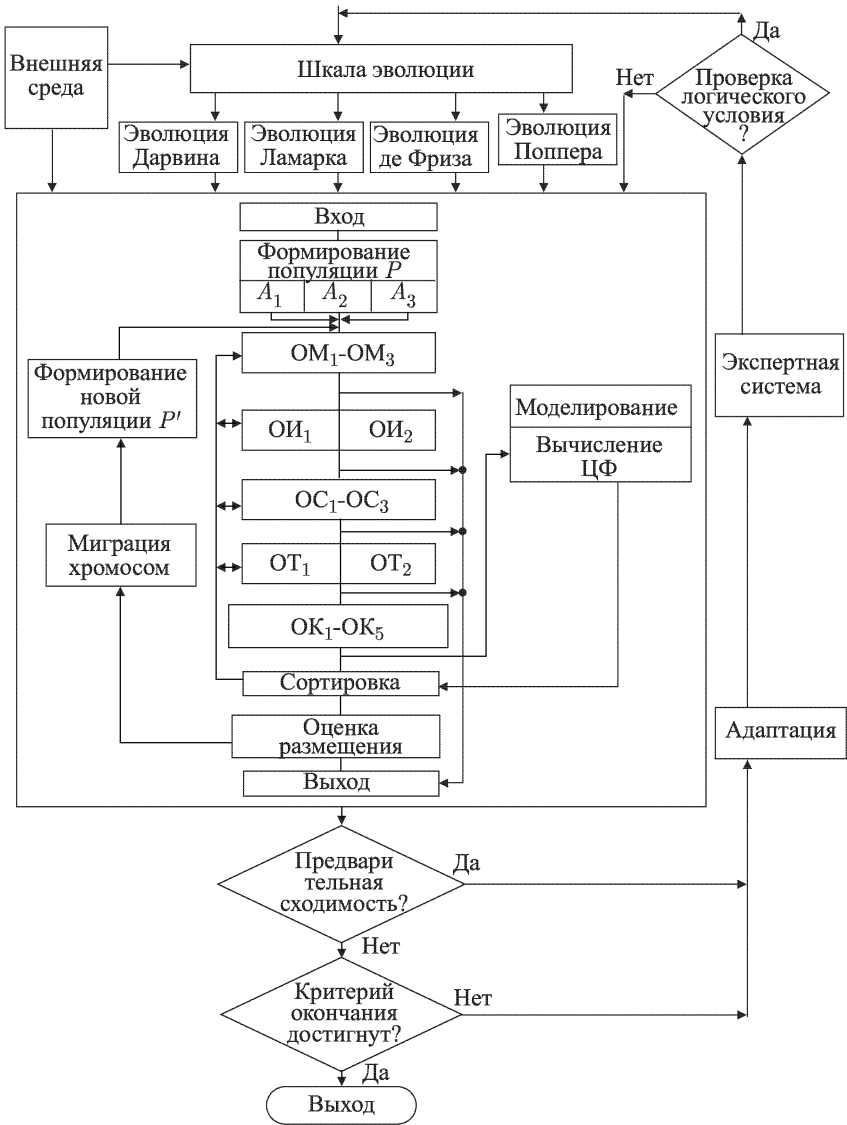 Да
Внешняя
среда
Шкала эволюции
Нет
Проверка
логического
условия
?
Эволюция
Дарвина
Эволюция
Ламарка
Эволюция
де Фриза
Эволюция
Поппера
Вход
Формирование
популяции P
A₁ A₂ A₃
ОМ₁-ОМ₃
Формирование
новой
популяции P′
Экспертная
система
Моделирование
ОИ₁ ОИ₂
Вычисление
ЦФ
ОС₁-ОС₃
Миграция
хромосом
ОТ₁ ОТ₂
ОК₁-ОК₅
Сортировка
Оценка
размещения
Адаптация
Выход
Предвари
тельная
сходимость?
Да
Нет
Критерий
окончания
достигнут?
Нет
Да
Выход